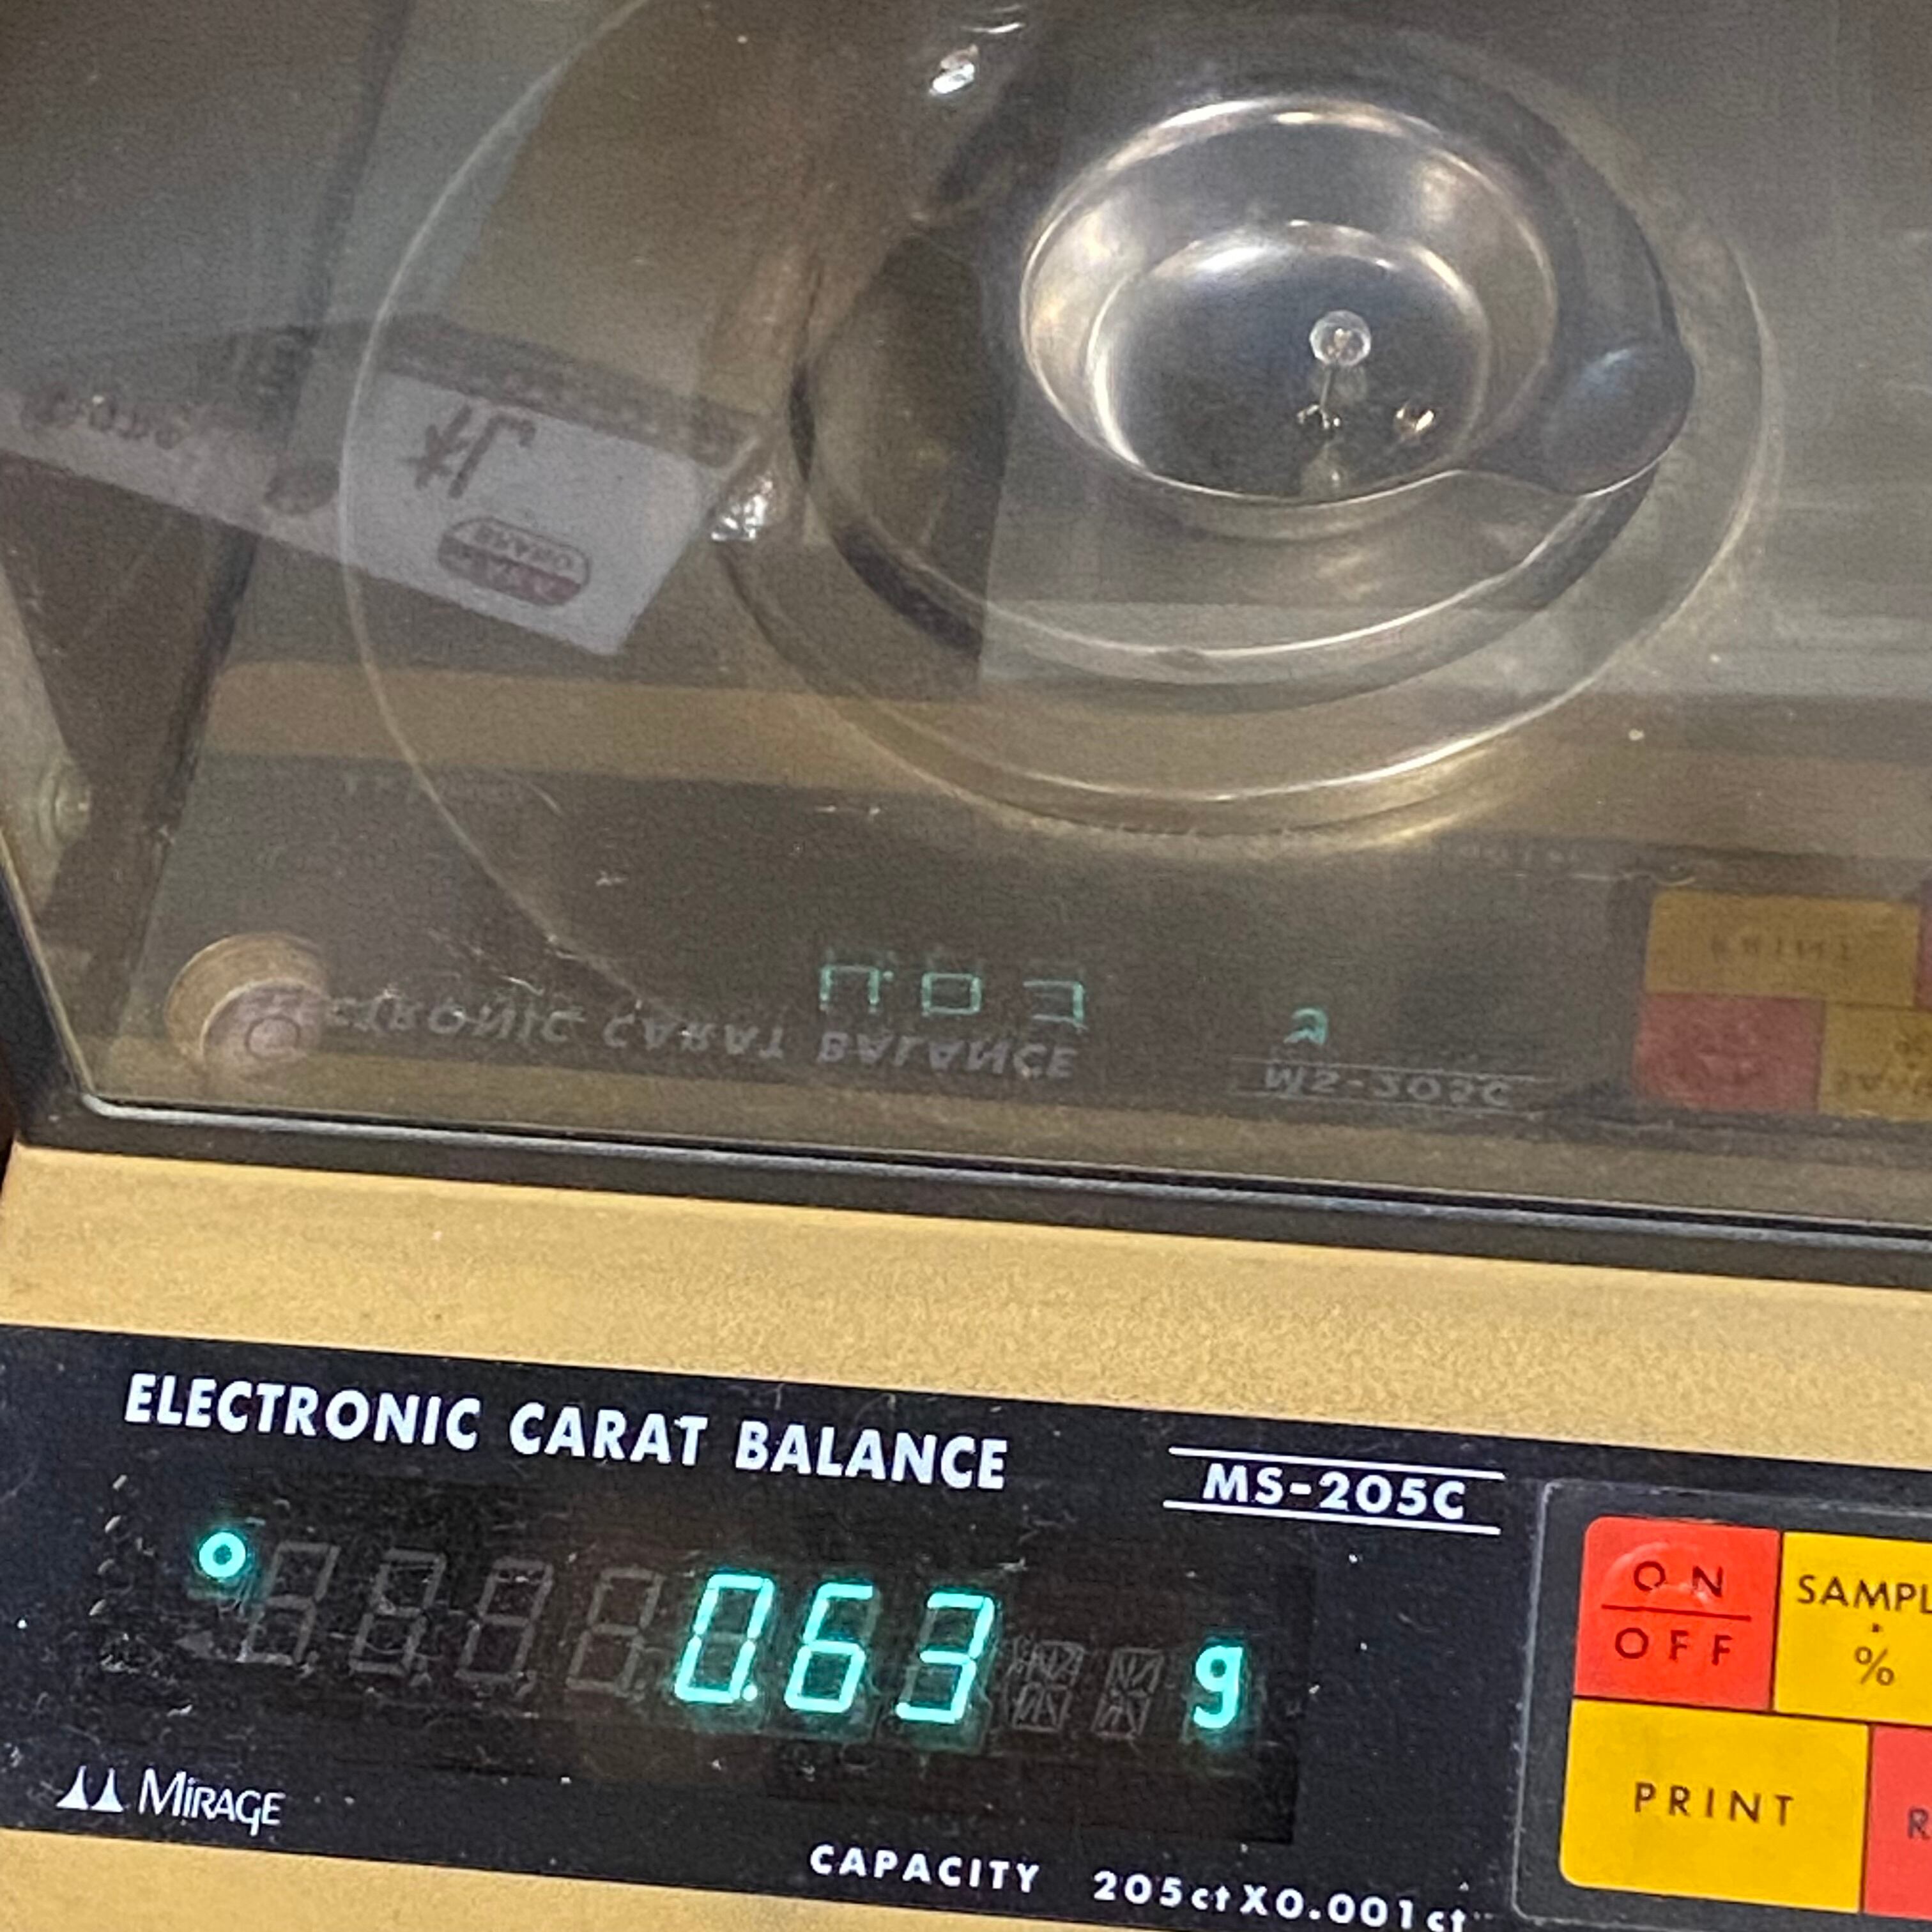 ELECTRONIC CARAT BALANCE
MS-205C
0.63 g
ON
OFF
SAMPL
%
PRINT
R
MIRAGE
CAPACITY 205ct X0.001ct